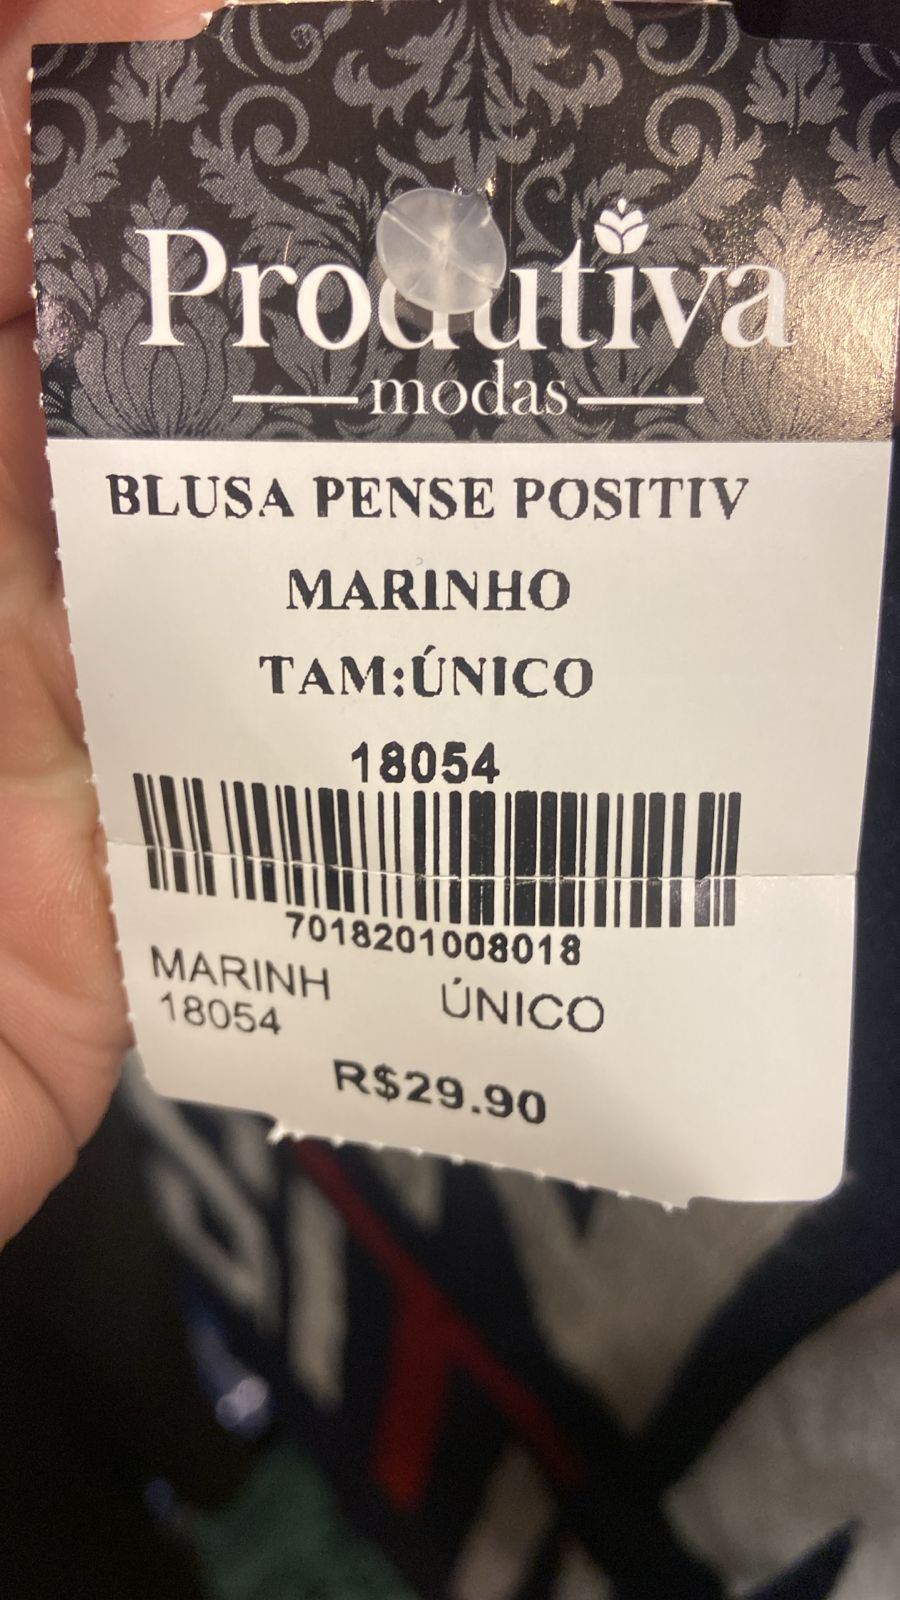 Produtiva
modas
BLUSA PENSE POSITIV
MARINHO
TAM:ÚNICO
18054
7018201008018
MARINH
ÚNICO
18054
R$29.90